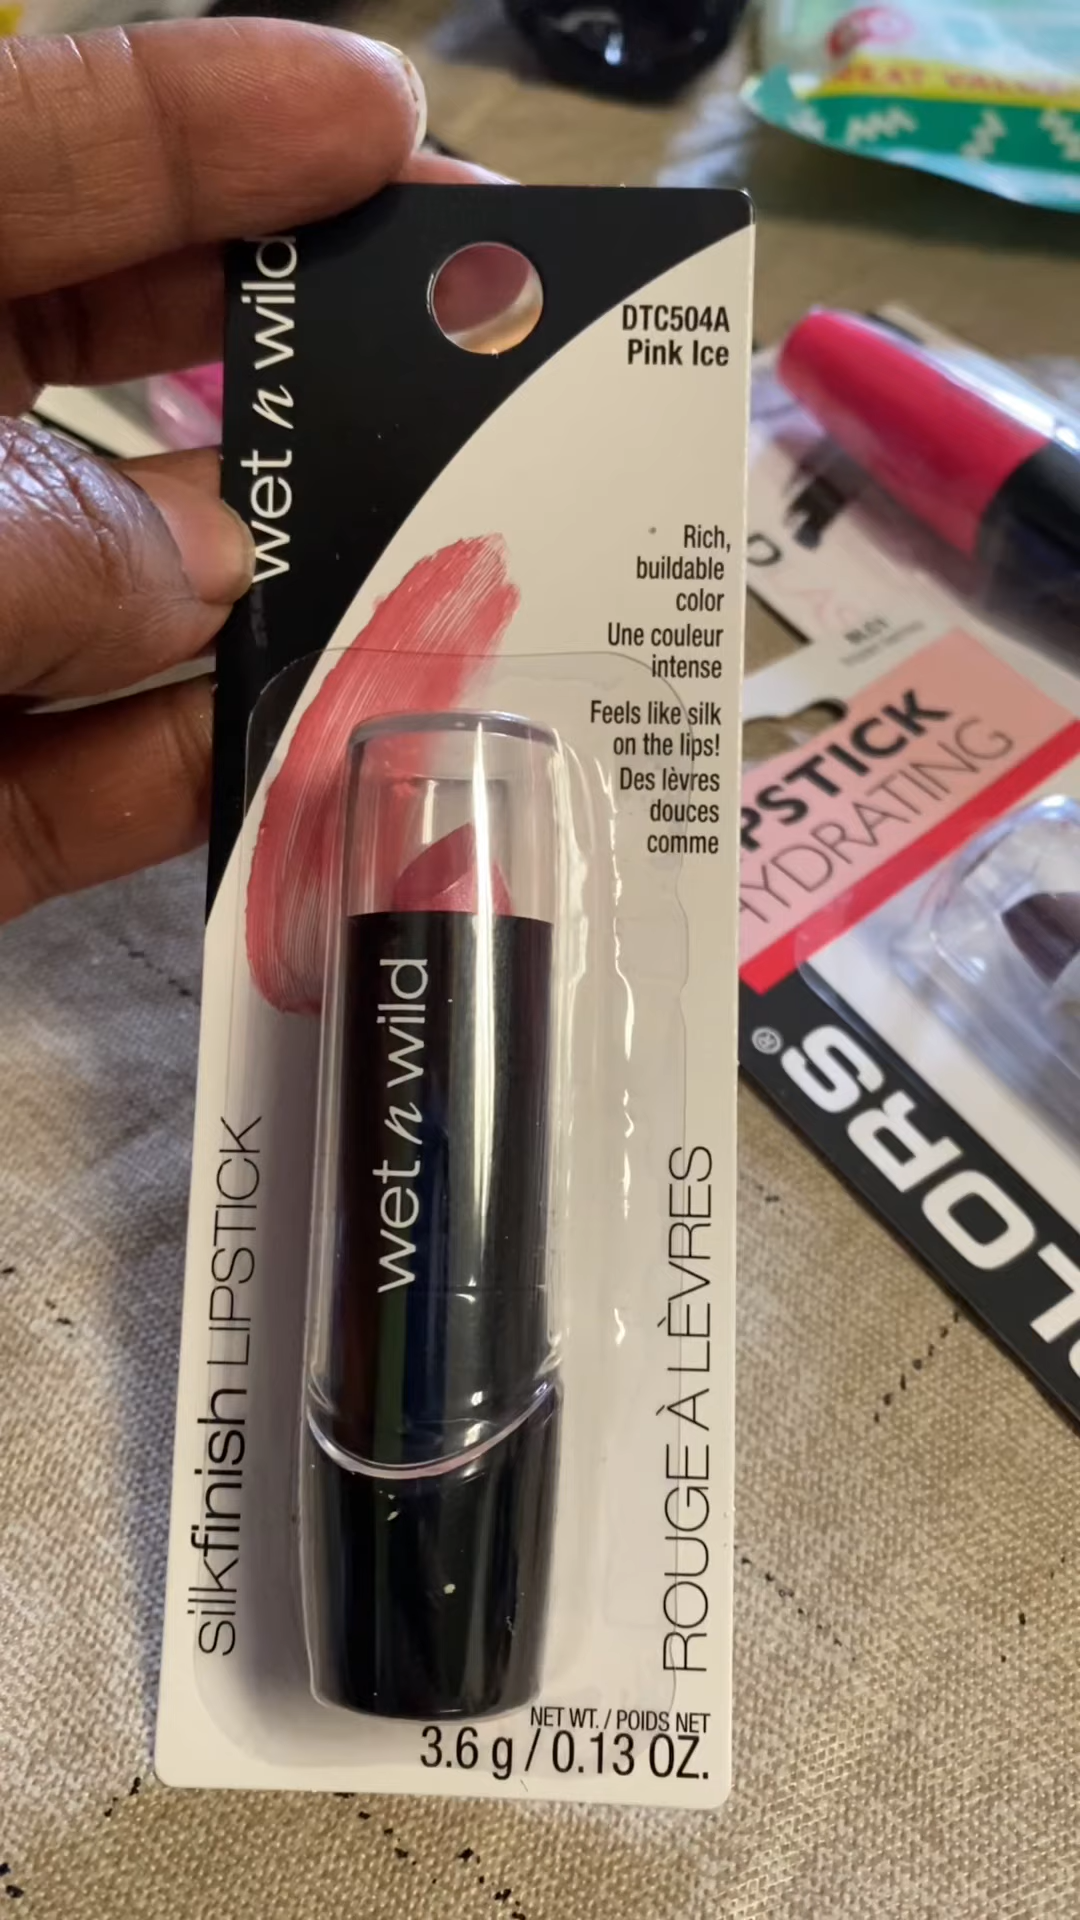 wet n wild
DTC504A
Pink Ice
Rich,
buildable
color
Une couleur
intense
Feels like silk
on the lips!
Des lèvres
douces
comme
wet n wild
silkfinish LIPSTICK
ROUGE À LÈVRES
NET WT. / POIDS NET
3.6 g / 0.13 OZ.
PSTICK
YDRATING
LORS®